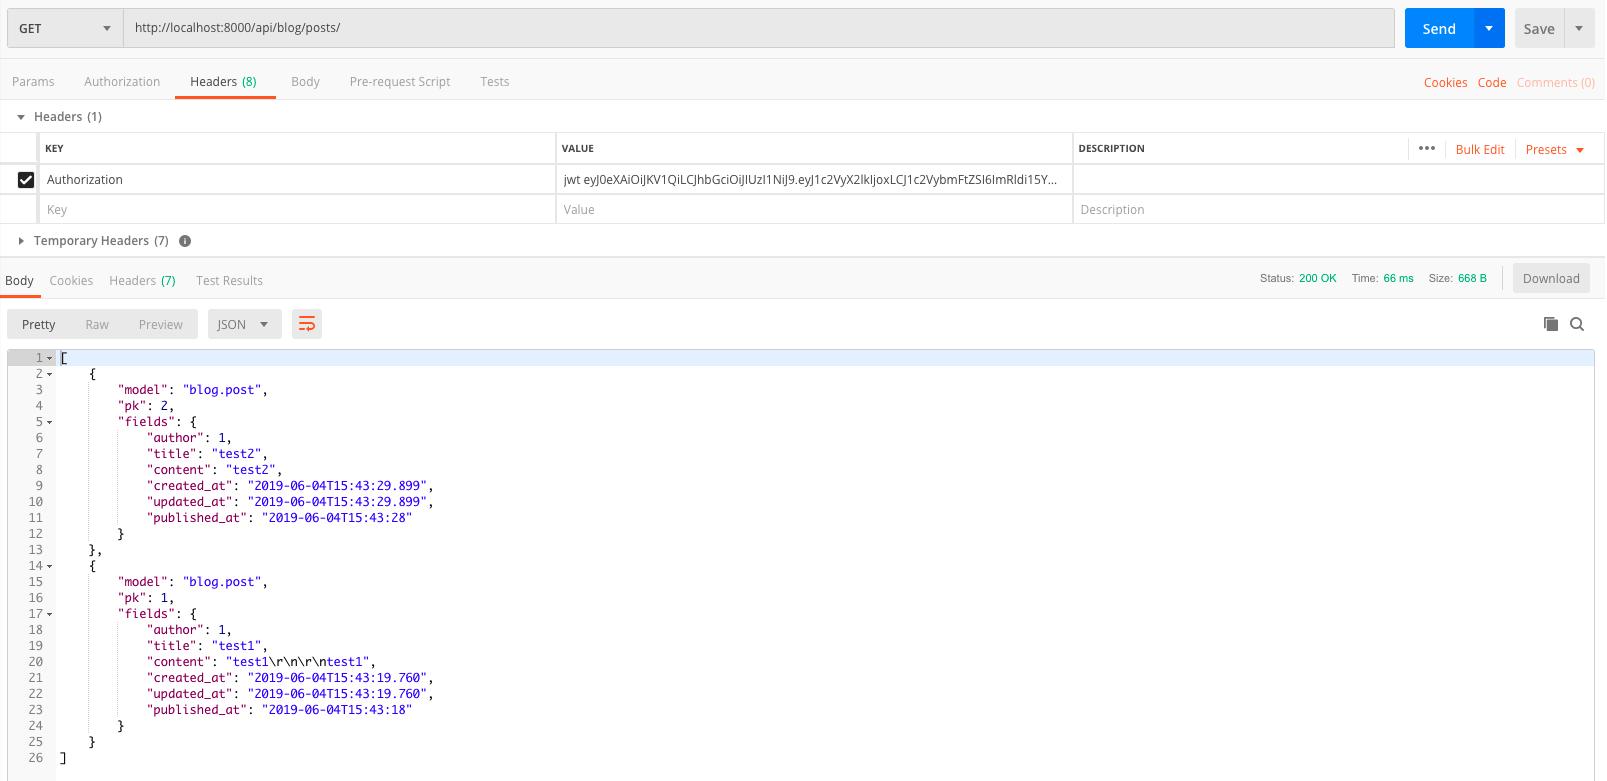 GET http://localhost:8000/api/blog/posts/ Send Save
Params Authorization Headers (8) Body Pre-request Script Tests Cookies Code Comments (0)
Headers (1)
KEY VALUE DESCRIPTION ••• Bulk Edit Presets
Authorization jwt eyJ0eXAiOiJKV1QiLCJhbGciOiJIUzI1NiJ9.eyJ1c2VyX2lkIjoxLCJ1c2VybmFtZSI6ImRldi15Y...
Key Value Description
Temporary Headers (7) i
Body Cookies Headers (7) Test Results Status: 200 OK Time: 66 ms Size: 668 B Download
Pretty Raw Preview JSON
1 [
2 {
3 "model": "blog.post",
4 "pk": 2,
5 "fields": {
6 "author": 1,
7 "title": "test2",
8 "content": "test2",
9 "created_at": "2019-06-04T15:43:29.899",
10 "updated_at": "2019-06-04T15:43:29.899",
11 "published_at": "2019-06-04T15:43:28"
12 }
13 },
14 {
15 "model": "blog.post",
16 "pk": 1,
17 "fields": {
18 "author": 1,
19 "title": "test1",
20 "content": "test1\r\n\r\ntest1",
21 "created_at": "2019-06-04T15:43:19.760",
22 "updated_at": "2019-06-04T15:43:19.760",
23 "published_at": "2019-06-04T15:43:18"
24 }
25 }
26 ]